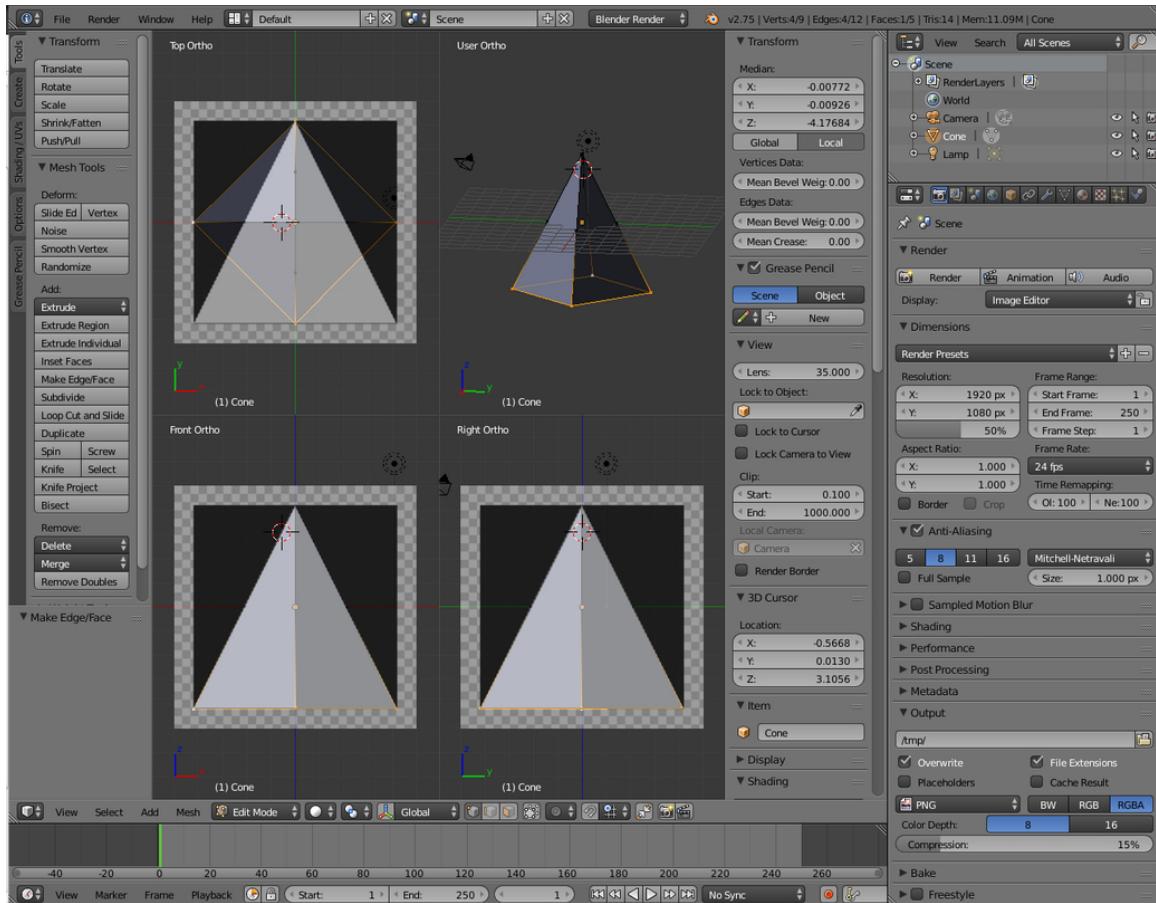 File Render Window Help Default Scene Blender Render v2.75 | Verts:4/9 | Edges:4/12 | Faces:1/5 | Tris:14 | Mem:11.09M | Cone
Tools
Create
Shading / UVs
Options
Grease Pencil
Transform
Translate
Rotate
Scale
Shrink/Fatten
Push/Pull
Mesh Tools
Deform:
Slide Ed Vertex
Noise
Smooth Vertex
Randomize
Add:
Extrude
Extrude Region
Extrude Individual
Inset Faces
Make Edge/Face
Subdivide
Loop Cut and Slide
Duplicate
Spin Screw
Knife Select
Knife Project
Bisect
Remove:
Delete
Merge
Remove Doubles
Make Edge/Face
Top Ortho
y
x
(1) Cone
User Ortho
z
y
(1) Cone
Front Ortho
z
x
(1) Cone
Right Ortho
z
y
(1) Cone
Transform
Median:
X: -0.00772
Y: -0.00926
Z: -4.17684
Global Local
Vertices Data:
Mean Bevel Weig: 0.00
Edges Data:
Mean Bevel Weig: 0.00
Mean Crease: 0.00
Grease Pencil
Scene Object
New
View
Lens: 35.000
Lock to Object:
Lock to Cursor
Lock Camera to View
Clip:
Start: 0.100
End: 1000.000
Local Camera:
Camera
Render Border
3D Cursor
Location:
X: -0.5668
Y: 0.0130
Z: 3.1056
Item
Cone
Display
Shading
View Search All Scenes
Scene
RenderLayers |
World
Camera |
Cone |
Lamp |
Scene
Render
Render Animation Audio
Display: Image Editor
Dimensions
Render Presets
Resolution: Frame Range:
X: 1920 px Start Frame: 1
Y: 1080 px End Frame: 250
50% Frame Step: 1
Aspect Ratio: Frame Rate:
X: 1.000 24 fps
Y: 1.000 Time Remapping:
Border Crop Ol: 100 Ne:100
Anti-Aliasing
5 8 11 16 Mitchell-Netravali
Full Sample Size: 1.000 px
Sampled Motion Blur
Shading
Performance
Post Processing
Metadata
Output
/tmp/
Overwrite File Extensions
Placeholders Cache Result
PNG BW RGB RGBA
Color Depth: 8 16
Compression: 15%
Bake
Freestyle
View Select Add Mesh Edit Mode Global
-40 -20 0 20 40 60 80 100 120 140 160 180 200 220 240 260
View Marker Frame Playback Start: 1 End: 250 1 No Sync